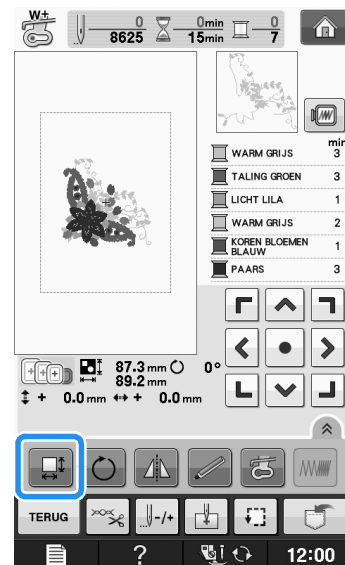 W+
0 0min 0
8625 15min 7
min
WARM GRIJS 3
TALING GROEN 3
LICHT LILA 1
WARM GRIJS 2
KOREN BLOEMEN
BLAUW 1
PAARS 3
87.3 mm 0°
89.2 mm
+ 0.0 mm + 0.0 mm
TERUG -/+
? 12:00